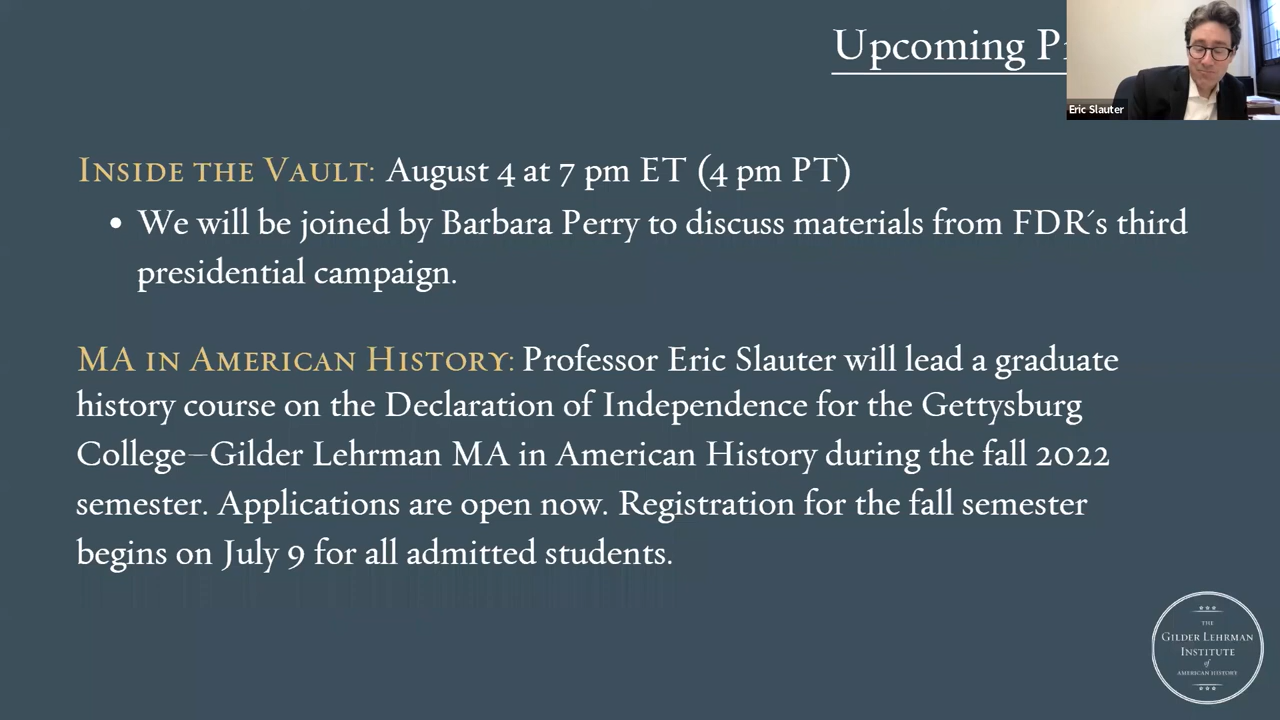 Upcoming
Eric Slauter
Inside the Vault: August 4 at 7 pm ET (4 pm PT)
• We will be joined by Barbara Perry to discuss materials from FDR´s third
presidential campaign.
MA in American History: Professor Eric Slauter will lead a graduate
history course on the Declaration of Independence for the Gettysburg
College–Gilder Lehrman MA in American History during the fall 2022
semester. Applications are open now. Registration for the fall semester
begins on July 9 for all admitted students.
THE
GILDER LEHRMAN
INSTITUTE
of
AMERICAN HISTORY